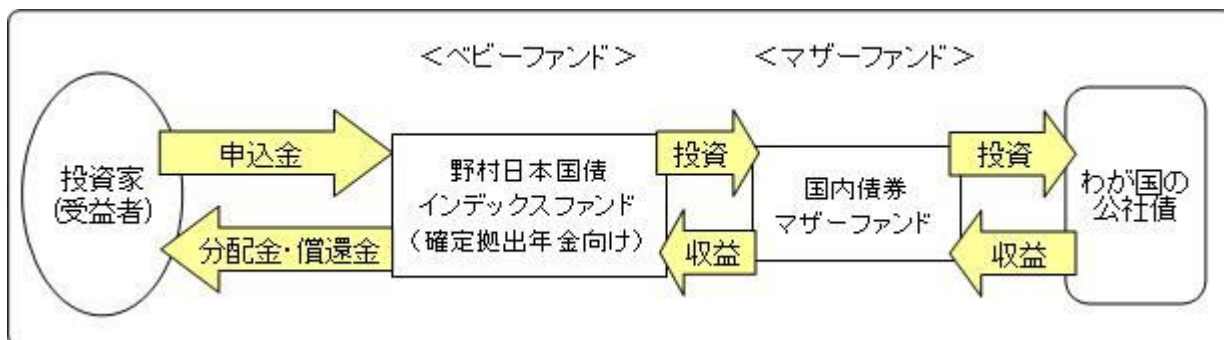 <ベビーファンド>
<マザーファンド>
投資家
(受益者)
申込金
分配金・償還金
野村日本国債
インデックスファンド
(確定拠出年金向け)
投資
収益
国内債券
マザーファンド
投資
収益
わが国の
公社債